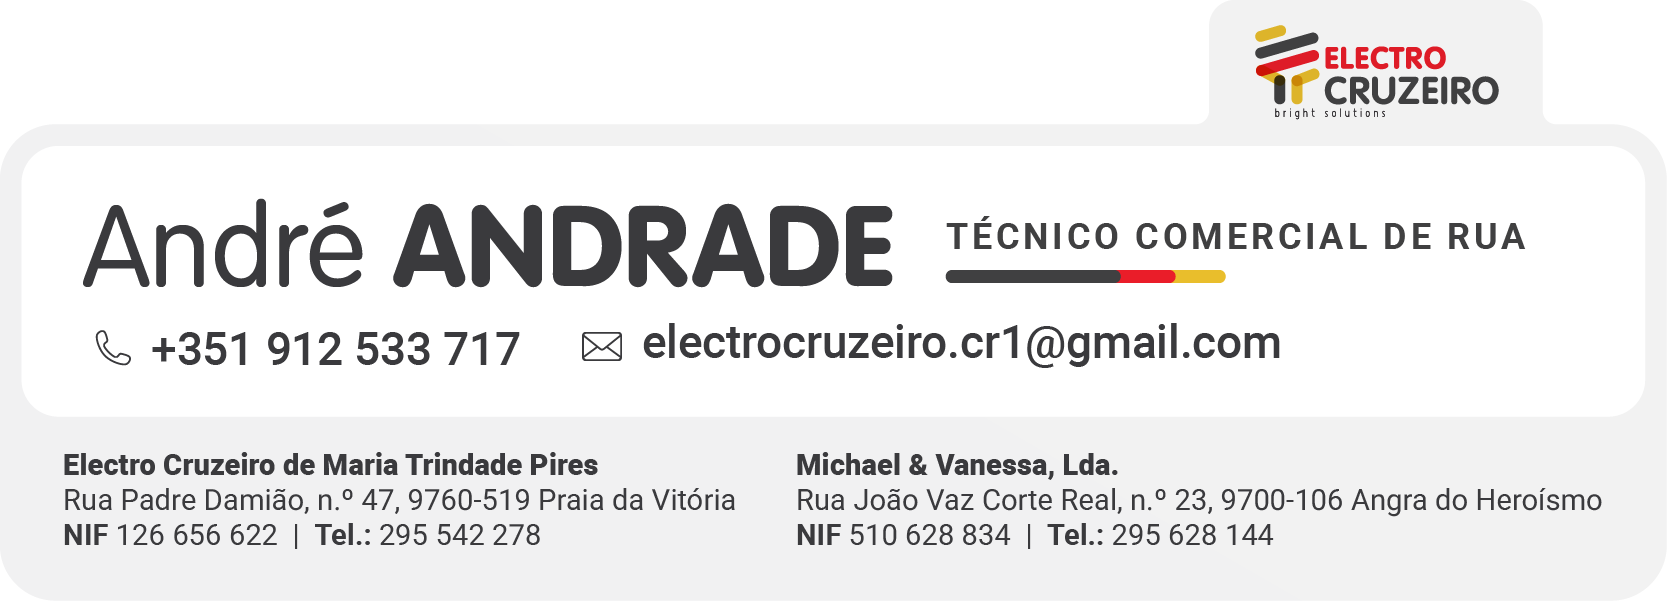 ELECTRO
CRUZEIRO
bright solutions
André ANDRADE
TÉCNICO COMERCIAL DE RUA
+351 912 533 717
electrocruzeiro.cr1@gmail.com
Electro Cruzeiro de Maria Trindade Pires
Rua Padre Damião, n.º 47, 9760-519 Praia da Vitória
NIF 126 656 622 | Tel.: 295 542 278
Michael & Vanessa, Lda.
Rua João Vaz Corte Real, n.º 23, 9700-106 Angra do Heroísmo
NIF 510 628 834 | Tel.: 295 628 144